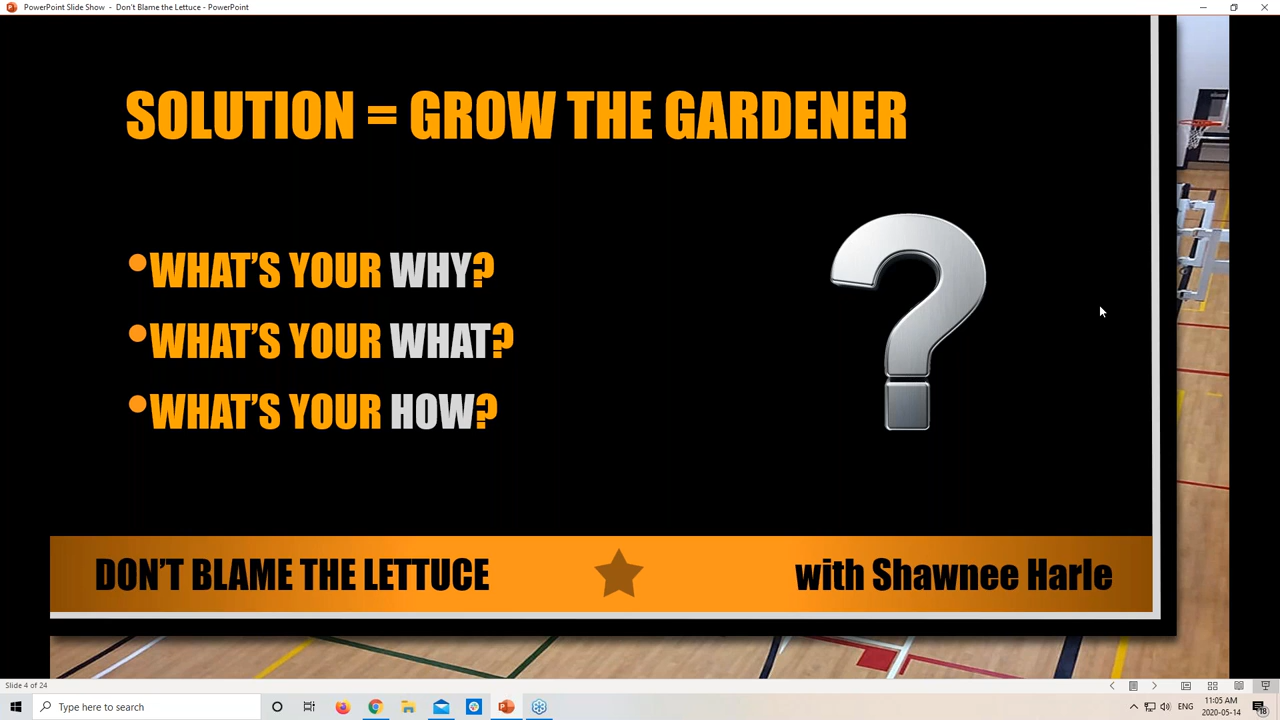 PowerPoint Slide Show - Don't Blame the Lettuce - PowerPoint
SOLUTION = GROW THE GARDENER
•WHAT'S YOUR WHY?
•WHAT'S YOUR WHAT?
•WHAT'S YOUR HOW?
?
DON'T BLAME THE LETTUCE
with Shawnee Harle
Slide 4 of 24
Type here to search
ENG
11:05 AM
2020-05-14
18